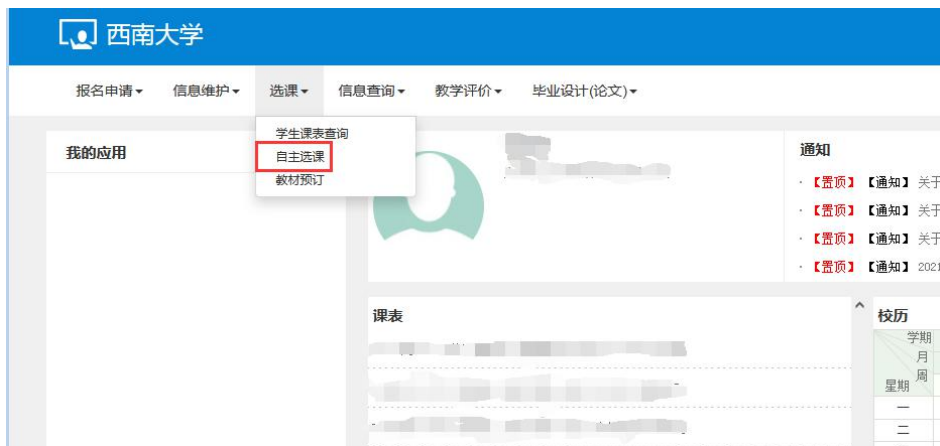 西南大学
报名申请 信息维护 选课 信息查询 教学评价 毕业设计(论文)
学生课表查询
自主选课
教材预订
我的应用
通知
·【置顶】【通知】关于
·【置顶】【通知】关于
·【置顶】【通知】关于
·【置顶】【通知】2021
课表
校历
学期
月
周
星期
一
二